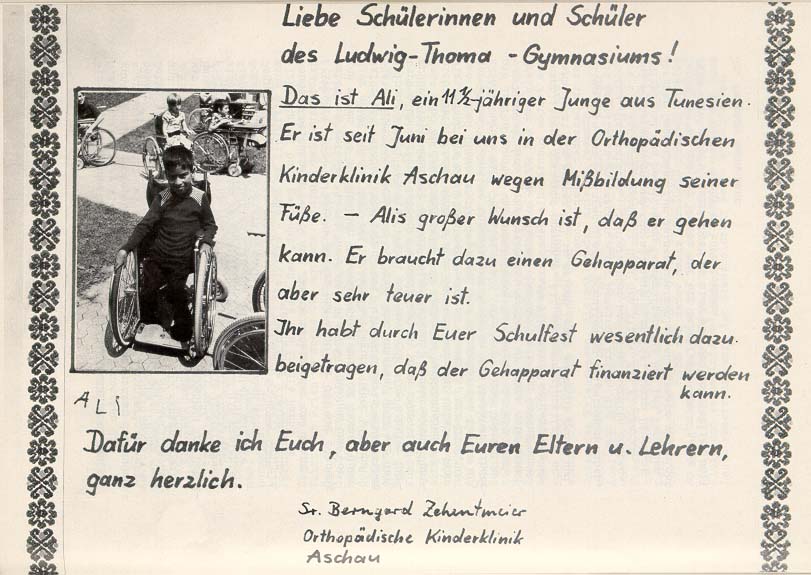 Liebe Schülerinnen und Schüler
des Ludwig-Thoma-Gymnasiums!
Das ist Ali, ein 11 1/2-jähriger Junge aus Tunesien.
Er ist seit Juni bei uns in der Orthopädischen
Kinderklinik Aschau wegen Mißbildung seiner
Füße. – Alis großer Wunsch ist, daß er gehen
kann. Er braucht dazu einen Gehapparat, der
aber sehr teuer ist.
Ihr habt durch Euer Schulfest wesentlich dazu
beigetragen, daß der Gehapparat finanziert werden
kann.
ALI
Dafür danke ich Euch, aber auch Euren Eltern u. Lehrern,
ganz herzlich.
Sr. Berngard Zehentmeier
Orthopädische Kinderklinik
Aschau